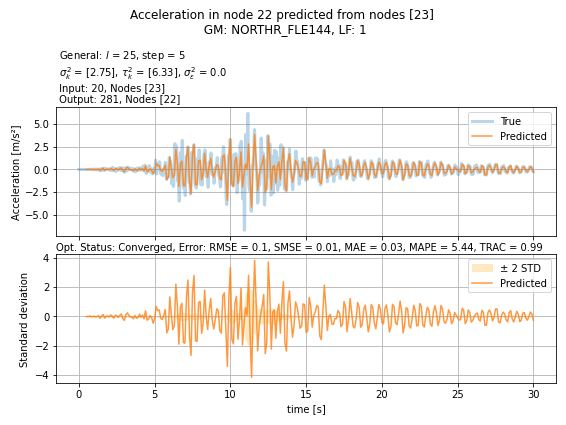 Acceleration in node 22 predicted from nodes [23]
GM: NORTHR_FLE144, LF: 1
General: l = 25, step = 5
σ²ₖ = [2.75], τ²ₖ = [6.33], σ²ε = 0.0
Input: 20, Nodes [23]
Output: 281, Nodes [22]
Acceleration [m/s²]
5.0
2.5
0.0
−2.5
−5.0
True
Predicted
Opt. Status: Converged, Error: RMSE = 0.1, SMSE = 0.01, MAE = 0.03, MAPE = 5.44, TRAC = 0.99
Standard deviation
4
2
0
−2
−4
± 2 STD
Predicted
0 5 10 15 20 25 30
time [s]